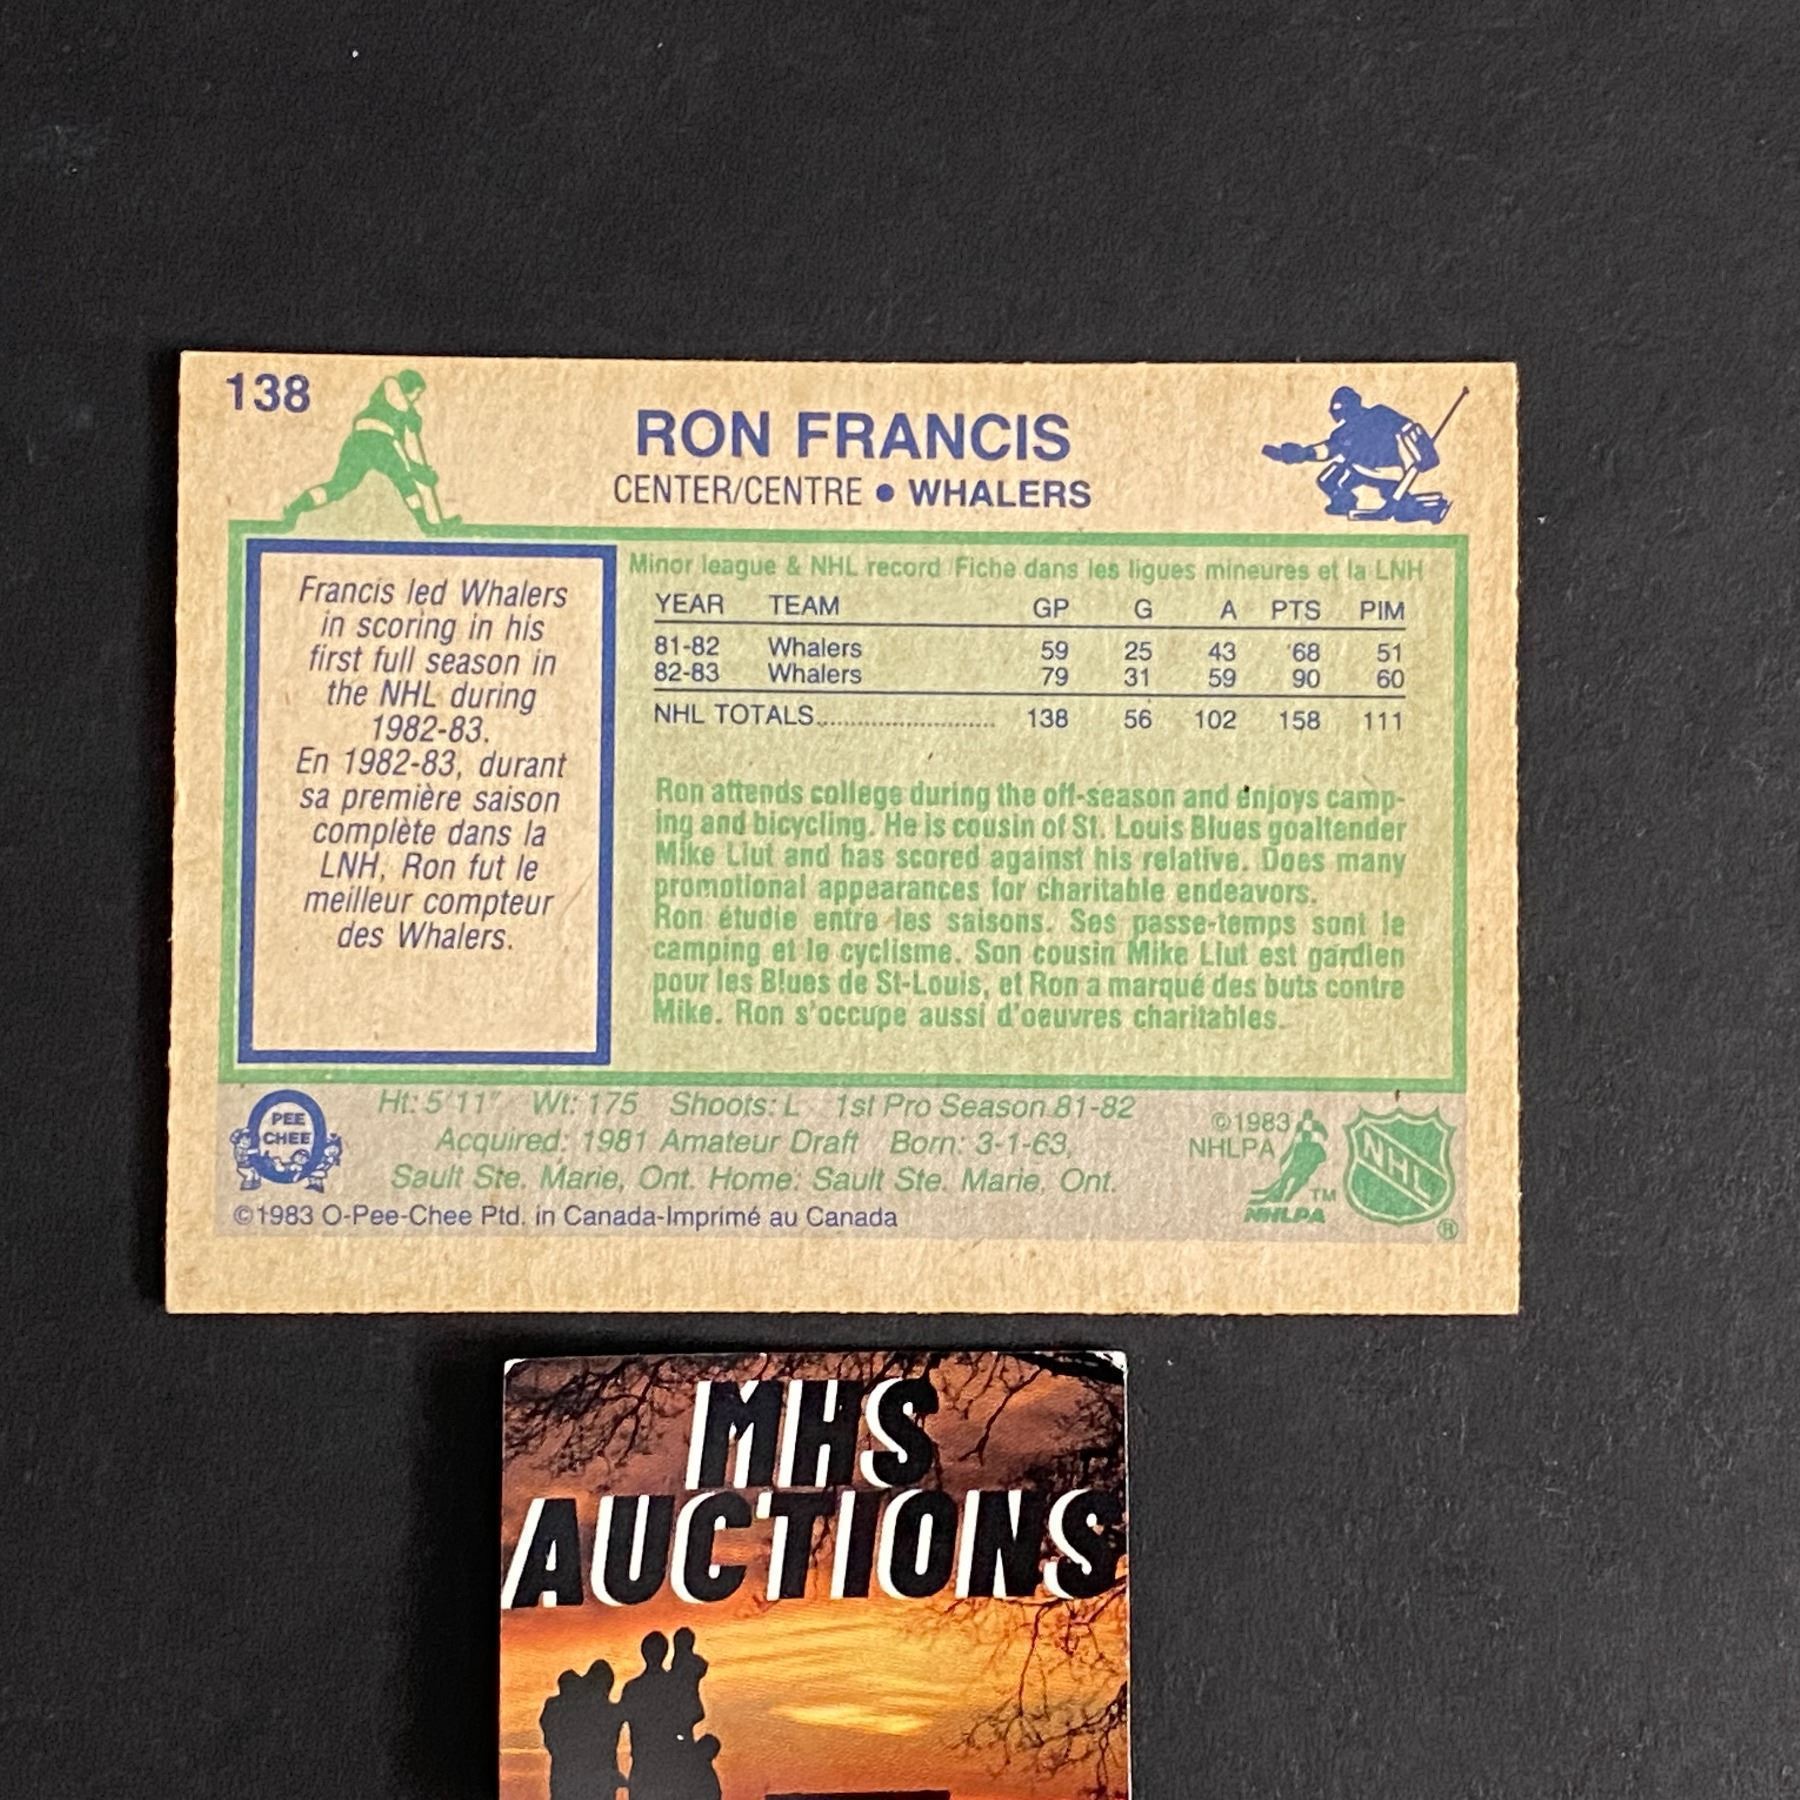 138
RON FRANCIS
CENTER/CENTRE • WHALERS
Francis led Whalers
in scoring in his
first full season in
the NHL during
1982-83.
En 1982-83, durant
sa première saison
complète dans la
LNH, Ron fut le
meilleur compteur
des Whalers.
Minor league & NHL record Fiche dans les ligues mineures et la LNH
YEAR TEAM GP G A PTS PIM
81-82 Whalers 59 25 43 68 51
82-83 Whalers 79 31 59 90 60
NHL TOTALS............................ 138 56 102 158 111
Ron attends college during the off-season and enjoys camp-
ing and bicycling. He is cousin of St. Louis Blues goaltender
Mike Liut and has scored against his relative. Does many
promotional appearances for charitable endeavors.
Ron étudie entre les saisons. Ses passe-temps sont le
camping et le cyclisme. Son cousin Mike Liut est gardien
pour les Blues de St-Louis, et Ron a marqué des buts contre
Mike. Ron s'occupe aussi d'oeuvres charitables.
PEE
CHEE
Ht: 5'11" Wt: 175 Shoots: L 1st Pro Season 81-82
Acquired: 1981 Amateur Draft Born: 3-1-63,
Sault Ste. Marie, Ont. Home: Sault Ste. Marie, Ont.
©1983 O-Pee-Chee Ptd. in Canada-Imprimé au Canada
©1983
NHLPA
TM
NHLPA
NHL
®
MHS
AUCTIONS